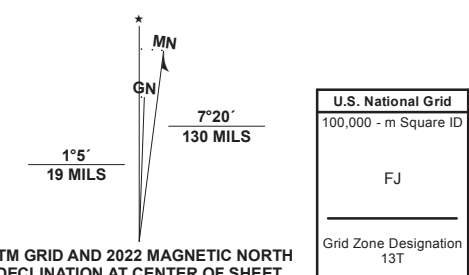 ★
MN
GN
7°20´
130 MILS
1°5´
19 MILS
TM GRID AND 2022 MAGNETIC NORTH
DECLINATION AT CENTER OF SHEET
U.S. National Grid
100,000 - m Square ID
FJ
Grid Zone Designation
13T